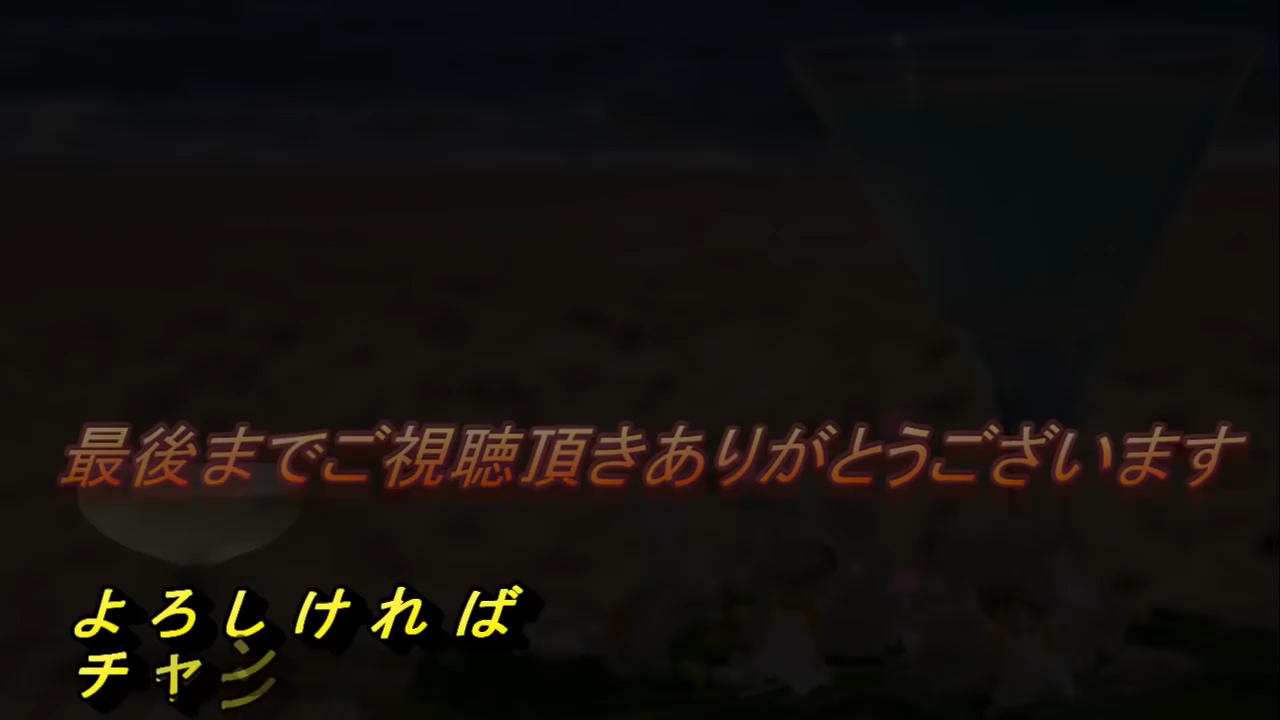 最後までご視聴頂きありがとうございます
よろしければ
チャン